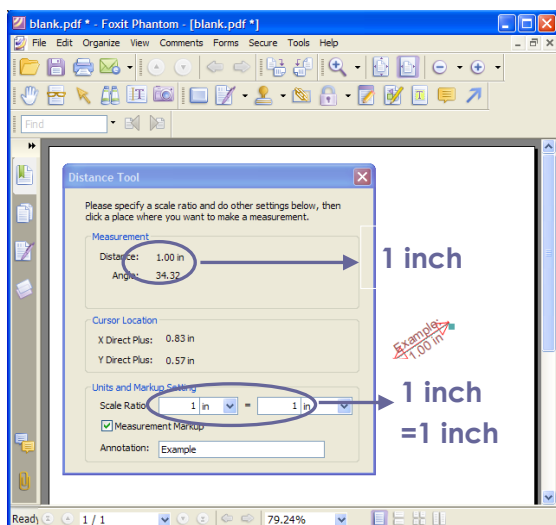 blank.pdf * - Foxit Phantom - [blank.pdf *]
File Edit Organize View Comments Forms Secure Tools Help
Find
Distance Tool
Please specify a scale ratio and do other settings below, then
click a place where you want to make a measurement.
Measurement
Distance: 1.00 in
Angle: 34.32
1 inch
Cursor Location
X Direct Plus: 0.83 in
Y Direct Plus: 0.57 in
Example:
1.00 in
Units and Markup Setting
Scale Ratio: 1 in = 1 in
1 inch
=1 inch
Measurement Markup
Annotation: Example
Ready 1 / 1 79.24%